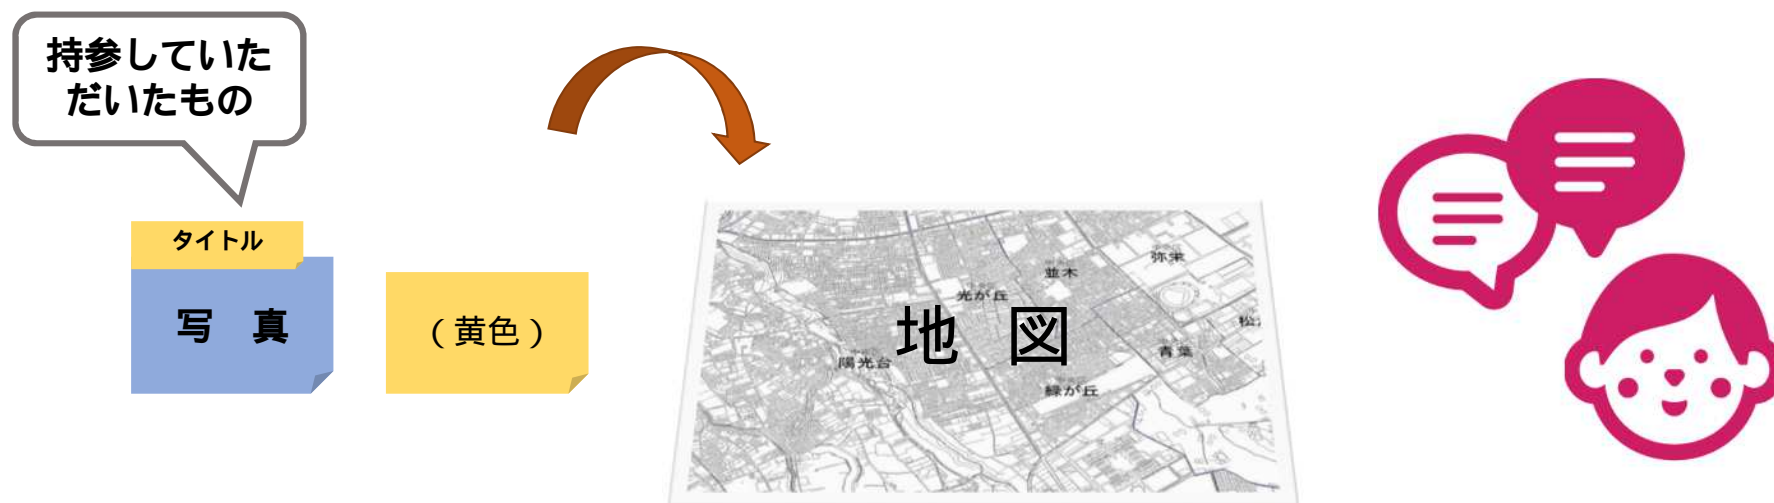 持参していた
だいたもの
タイトル
写 真
(黄色)
地 図
弥栄
並木
光が丘
青葉
陽光台
緑が丘